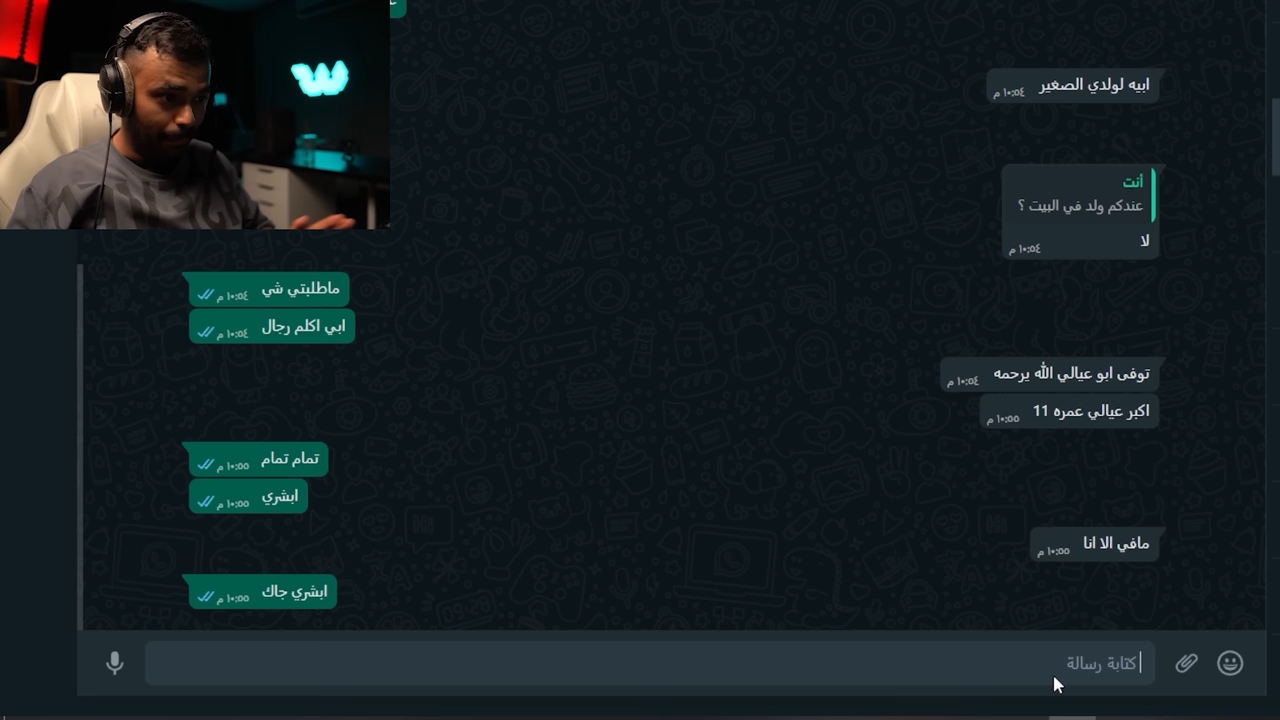 ابيه لولدي الصغير
١٠:٥٤ م
أنت
عندكم ولد في البيت ؟
لا
١٠:٥٤ م
ماطلبتي شي
١٠:٥٤ م
ابي اكلم رجال
١٠:٥٤ م
توفى ابو عيالي الله يرحمه
١٠:٥٤ م
اكبر عيالي عمره 11
١٠:٥٥ م
تمام تمام
١٠:٥٥ م
ابشري
١٠:٥٥ م
مافي الا انا
١٠:٥٥ م
ابشري جاك
١٠:٥٥ م
كتابة رسالة